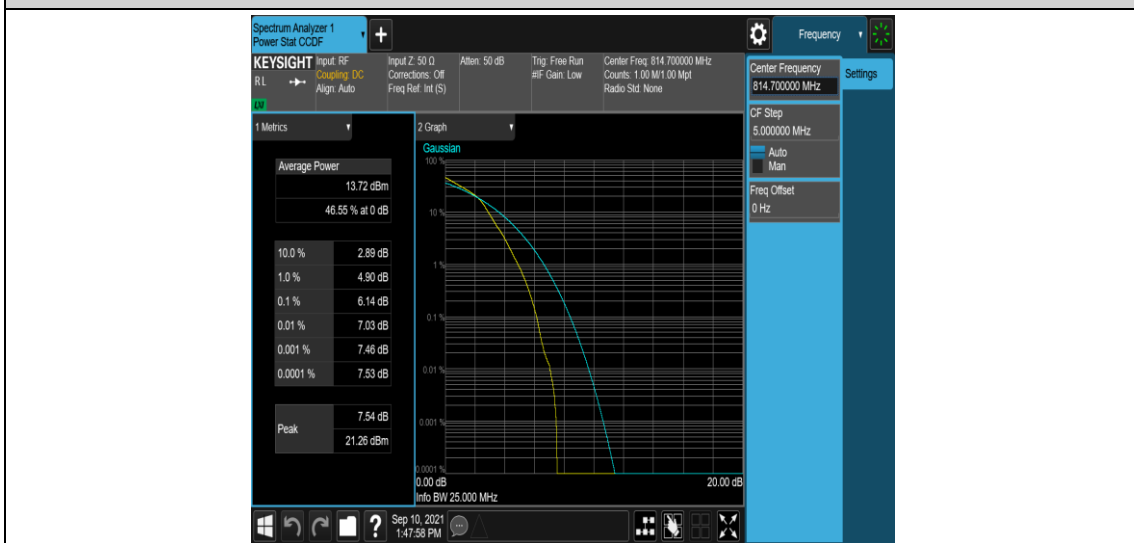 Spectrum Analyzer 1
Power Stat CCDF
+
Frequency
KEYSIGHT
RL
LXI
Input: RF
Coupling: DC
Align: Auto
Input Z: 50 Ω
Corrections: Off
Freq Ref: Int (S)
Atten: 50 dB
Trig: Free Run
#IF Gain: Low
Center Freq: 814.700000 MHz
Counts: 1.00 M/1.00 Mpt
Radio Std: None
Center Frequency
814.700000 MHz
Settings
CF Step
5.000000 MHz
Auto
Man
Freq Offset
0 Hz
1 Metrics
Average Power
13.72 dBm
46.55 % at 0 dB
10.0 % 2.89 dB
1.0 % 4.90 dB
0.1 % 6.14 dB
0.01 % 7.03 dB
0.001 % 7.46 dB
0.0001 % 7.53 dB
Peak
7.54 dB
21.26 dBm
2 Graph
Gaussian
100 %
10 %
1 %
0.1 %
0.01 %
0.001 %
0.0001 %
0.00 dB 20.00 dB
Info BW 25.000 MHz
?
Sep 10, 2021
1:47:58 PM